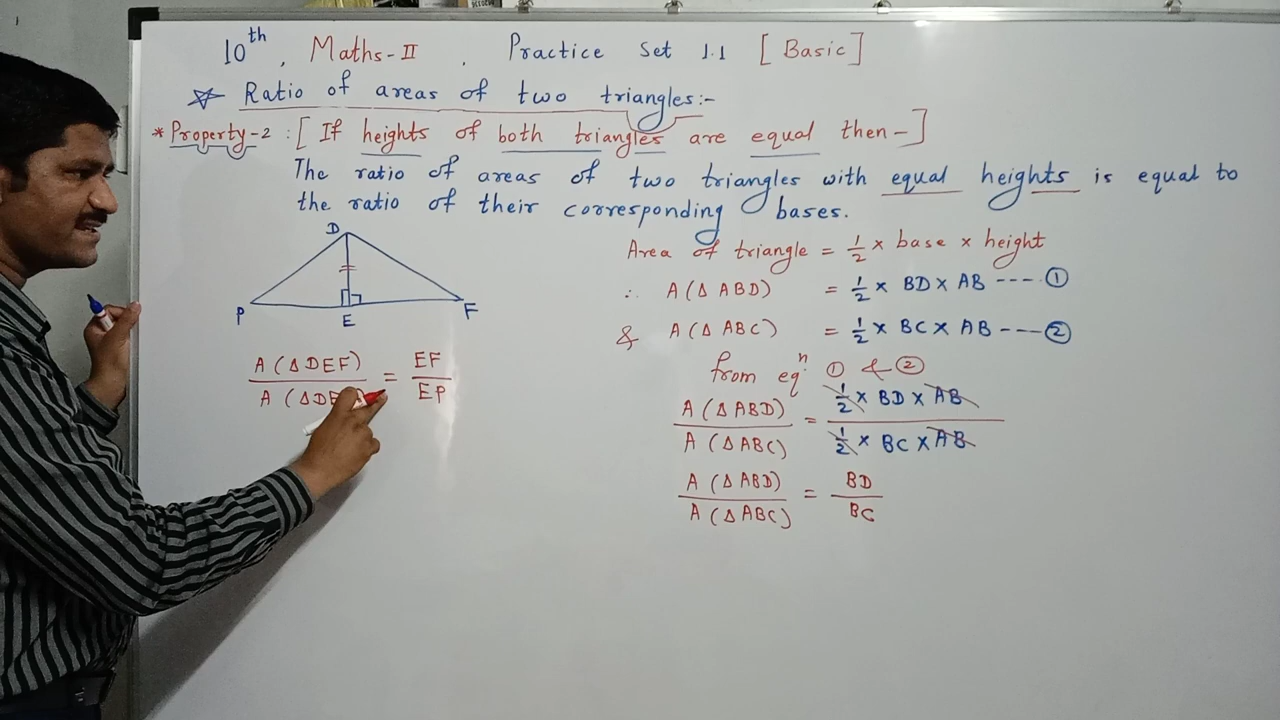 10th , Maths-II . Practice Set 1.1 [ Basic ]
Ratio of areas of two triangles:-
* Property-2 : [ If heights of both triangles are equal then - ]
The ratio of areas of two triangles with equal heights is equal to
the ratio of their corresponding bases.
D
P E F
A ( Δ DEF) / A ( Δ DE = EF / EP
Area of triangle = 1/2 × base × height
∴ A ( Δ ABD) = 1/2 × BD × AB ---- ①
& A ( Δ ABC) = 1/2 × BC × AB --- ②
from eqn ① & ②
A ( Δ ABD) / A ( Δ ABC) = 1/2 × BD × AB / 1/2 × BC × AB
A ( Δ ABD) / A ( Δ ABC) = BD / BC